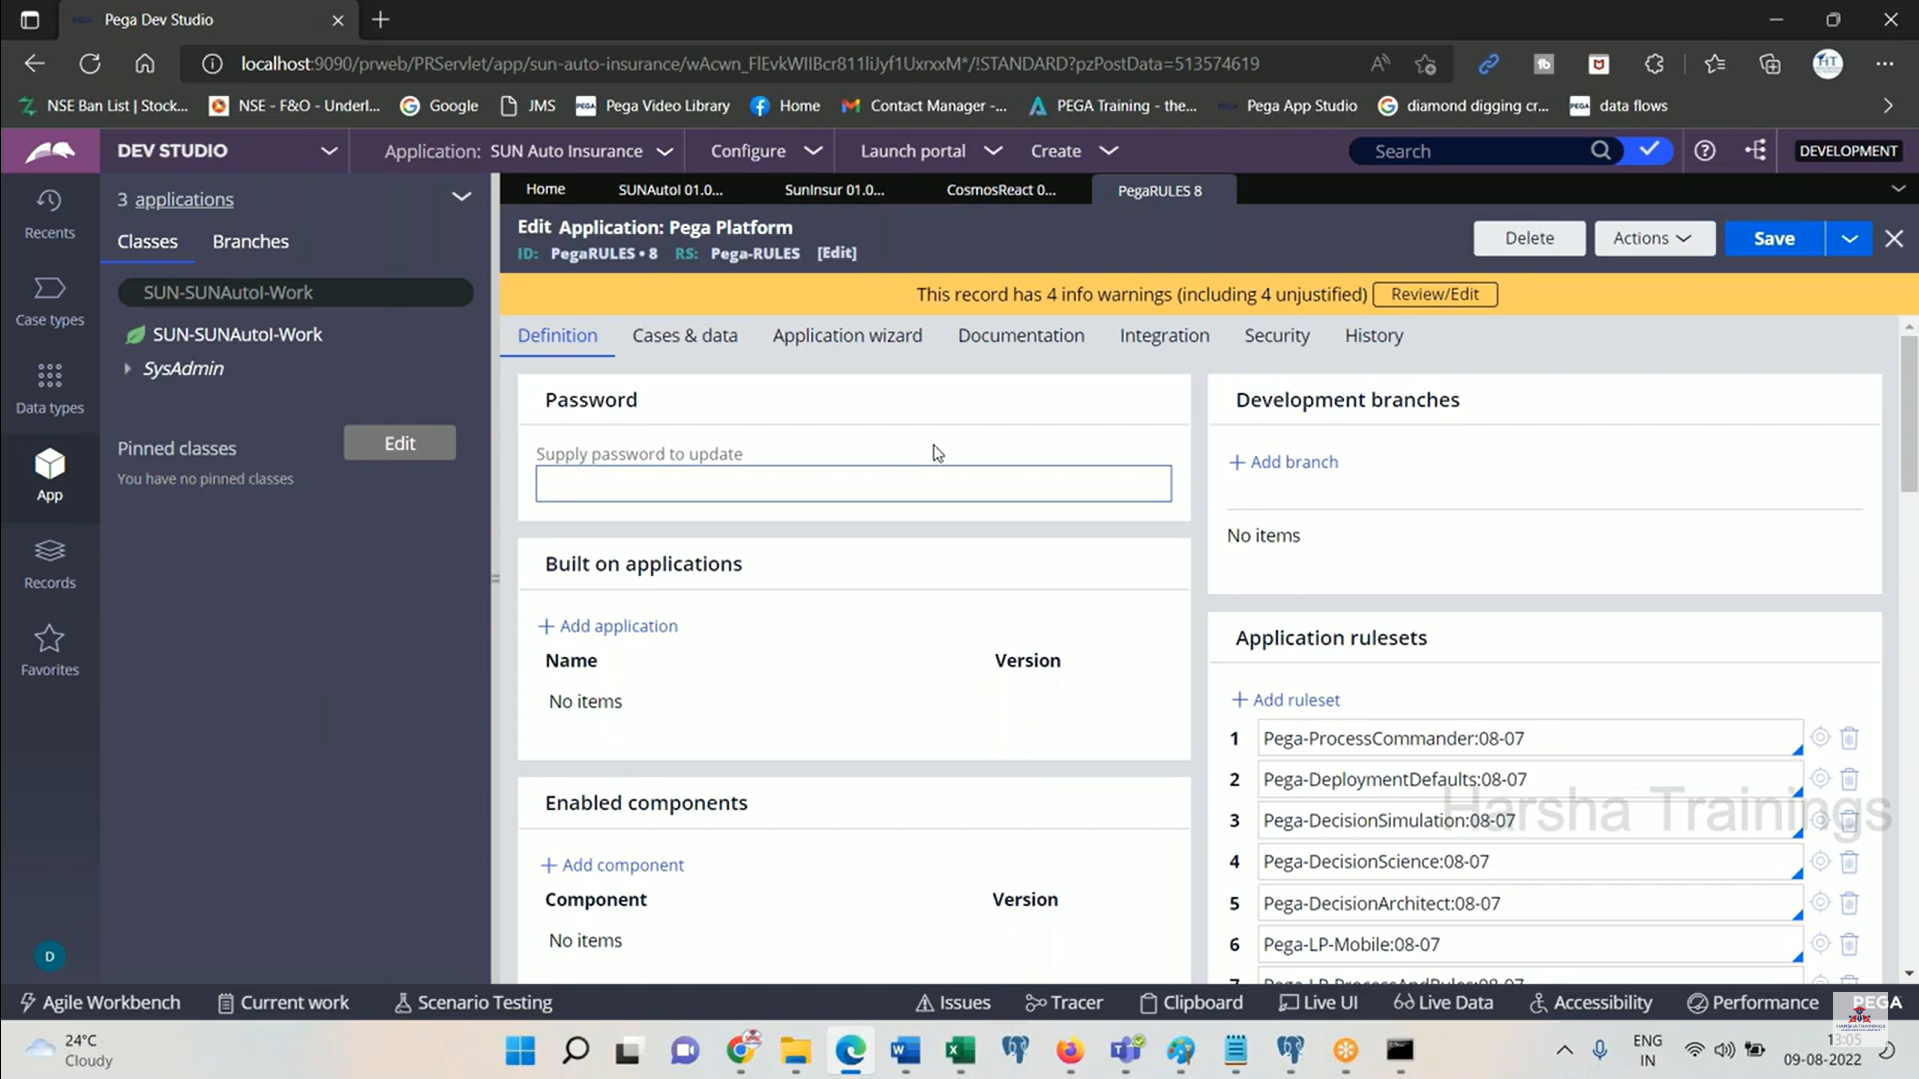 Pega Dev Studio
localhost:9090/prweb/PRServlet/app/sun-auto-insurance/wAcwn_FlEvkWIIBcr811liJyf1UxrxxM*/!STANDARD?pzPostData=513574619
NSE Ban List | Stock...
NSE - F&O - Underl...
Google
JMS
Pega Video Library
Home
Contact Manager -...
PEGA Training - the...
Pega App Studio
diamond digging cr...
data flows
DEV STUDIO
Application: SUN Auto Insurance
Configure
Launch portal
Create
Search
DEVELOPMENT
Recents
Case types
Data types
App
Records
Favorites
D
3 applications
Classes
Branches
SUN-SUNAutoI-Work
SUN-SUNAutoI-Work
SysAdmin
Pinned classes
Edit
You have no pinned classes
Home
SUNAutoI 01.0...
SunInsur 01.0...
CosmosReact 0...
PegaRULES 8
Edit Application: Pega Platform
ID: PegaRULES • 8 RS: Pega-RULES [Edit]
Delete
Actions
Save
This record has 4 info warnings (including 4 unjustified)
Review/Edit
Definition
Cases & data
Application wizard
Documentation
Integration
Security
History
Password
Supply password to update
Built on applications
+ Add application
Name Version
No items
Enabled components
+ Add component
Component Version
No items
Development branches
+ Add branch
No items
Application rulesets
+ Add ruleset
1 Pega-ProcessCommander:08-07
2 Pega-DeploymentDefaults:08-07
3 Pega-DecisionSimulation:08-07
4 Pega-DecisionScience:08-07
5 Pega-DecisionArchitect:08-07
6 Pega-LP-Mobile:08-07
7 Pega-LP-ProcessAndRules:08-07
Harsha Trainings
Agile Workbench
Current work
Scenario Testing
Issues
Tracer
Clipboard
Live UI
Live Data
Accessibility
Performance
PEGA
HARSHA TRAININGS
24°C
Cloudy
ENG
IN
13:05
09-08-2022